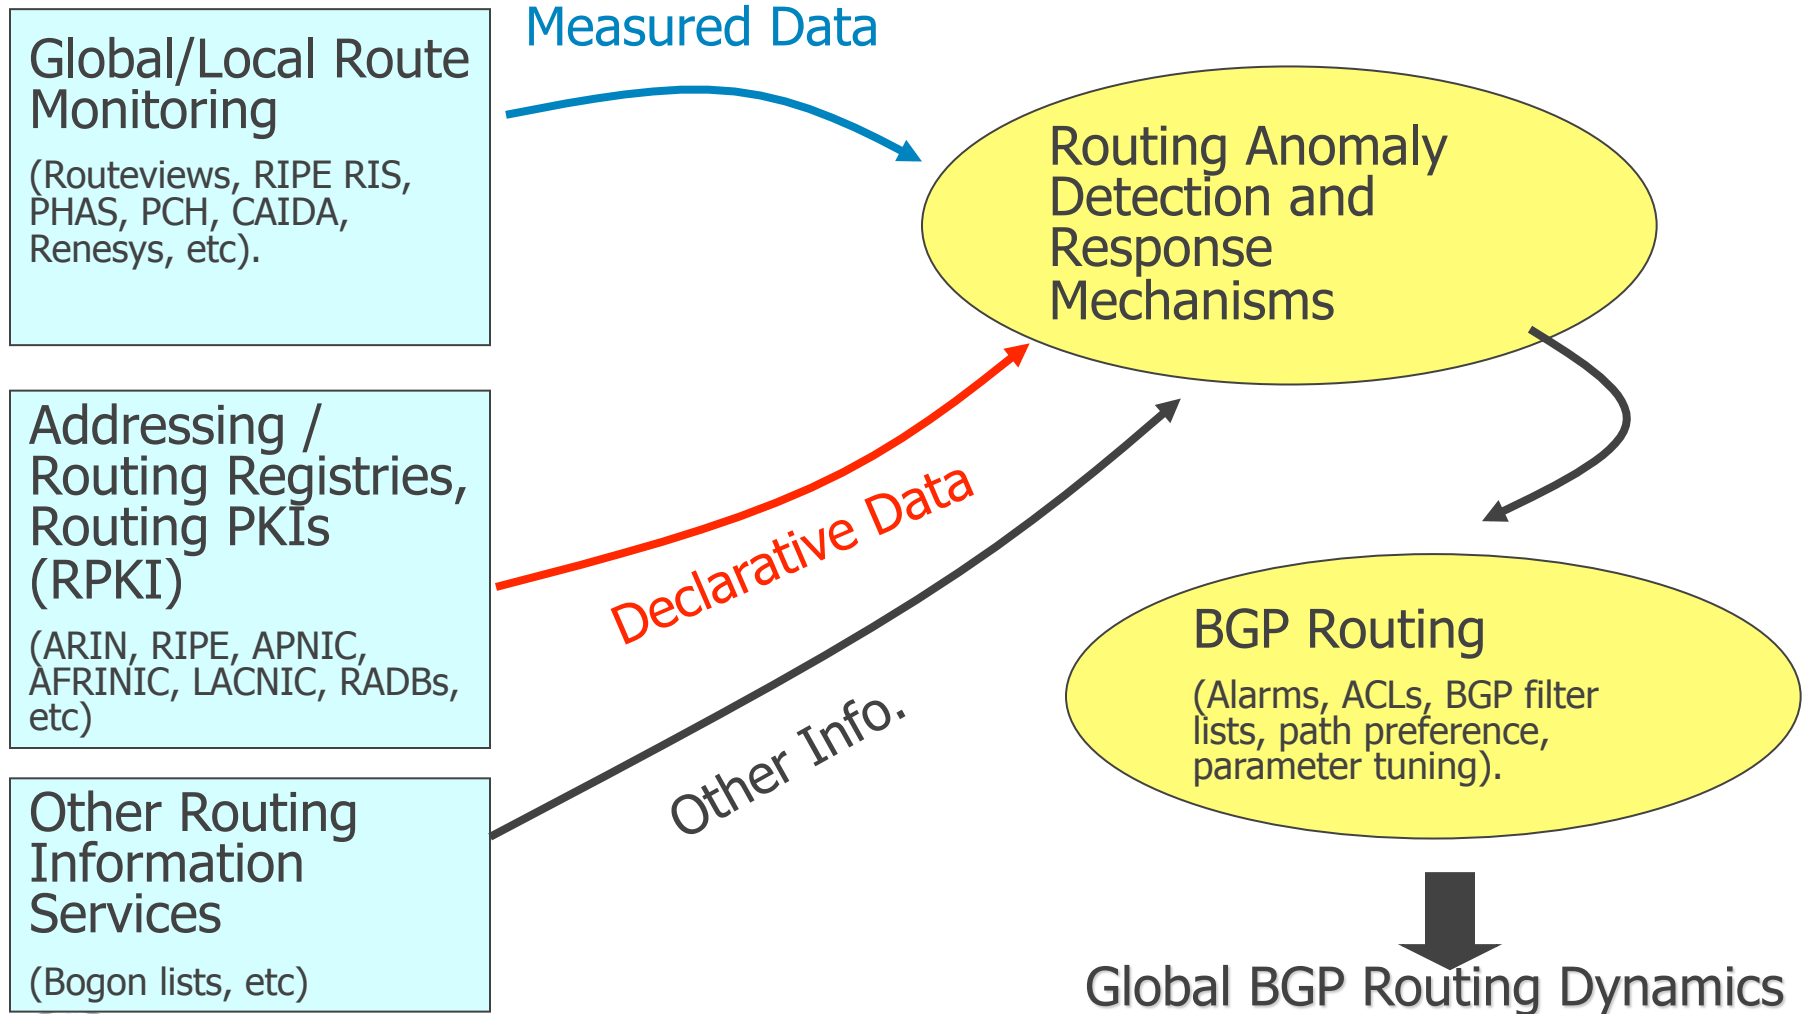 Measured Data
Global/Local Route
Monitoring
(Routeviews, RIPE RIS,
PHAS, PCH, CAIDA,
Renesys, etc).
Routing Anomaly
Detection and
Response
Mechanisms
Addressing /
Routing Registries,
Routing PKIs
(RPKI)
(ARIN, RIPE, APNIC,
AFRINIC, LACNIC, RADBs,
etc)
Declarative Data
Other Info.
BGP Routing
(Alarms, ACLs, BGP filter
lists, path preference,
parameter tuning).
Other Routing
Information
Services
(Bogon lists, etc)
Global BGP Routing Dynamics